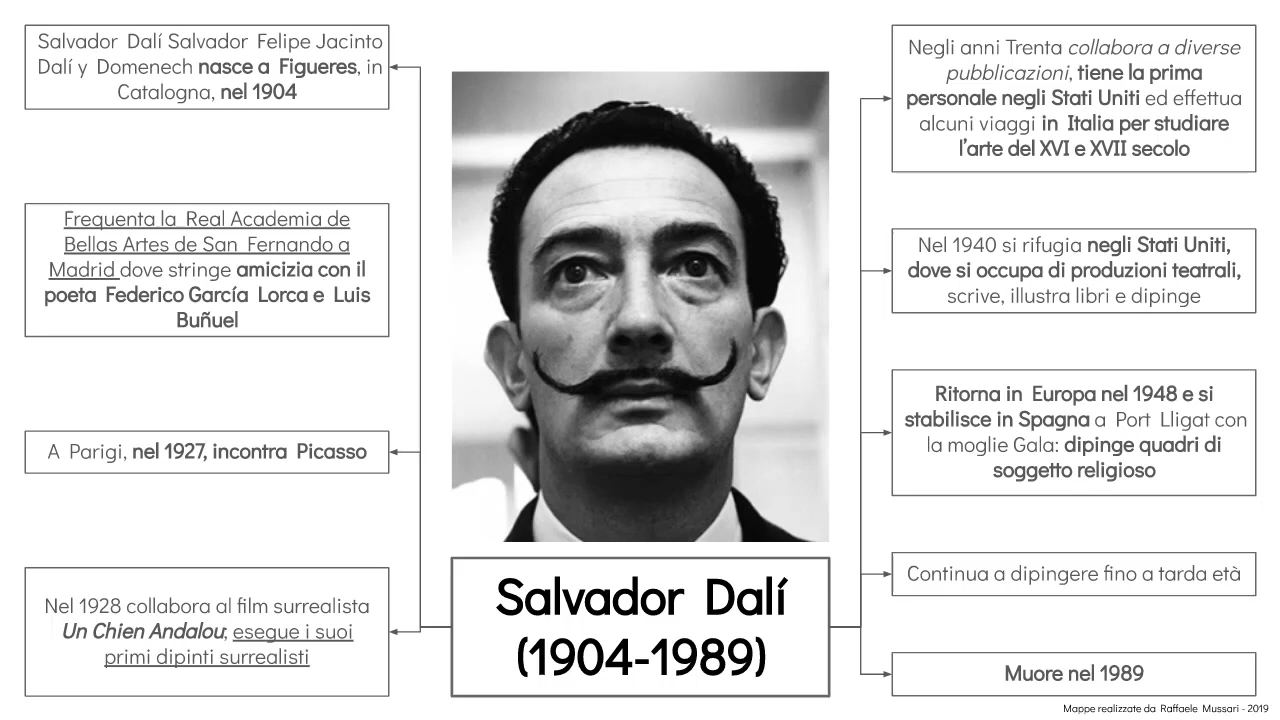 Salvador Dalí Salvador Felipe Jacinto
Dalí y Domenech nasce a Figueres, in
Catalogna, nel 1904
Frequenta la Real Academia de
Bellas Artes de San Fernando a
Madrid dove stringe amicizia con il
poeta Federico García Lorca e Luis
Buñuel
A Parigi, nel 1927, incontra Picasso
Nel 1928 collabora al film surrealista
Un Chien Andalou; esegue i suoi
primi dipinti surrealisti
Salvador Dalí
(1904-1989)
Negli anni Trenta collabora a diverse
pubblicazioni, tiene la prima
personale negli Stati Uniti ed effettua
alcuni viaggi in Italia per studiare
l'arte del XVI e XVII secolo
Nel 1940 si rifugia negli Stati Uniti,
dove si occupa di produzioni teatrali,
scrive, illustra libri e dipinge
Ritorna in Europa nel 1948 e si
stabilisce in Spagna a Port Lligat con
la moglie Gala: dipinge quadri di
soggetto religioso
Continua a dipingere fino a tarda età
Muore nel 1989
Mappe realizzate da Raffaele Mussari - 2019